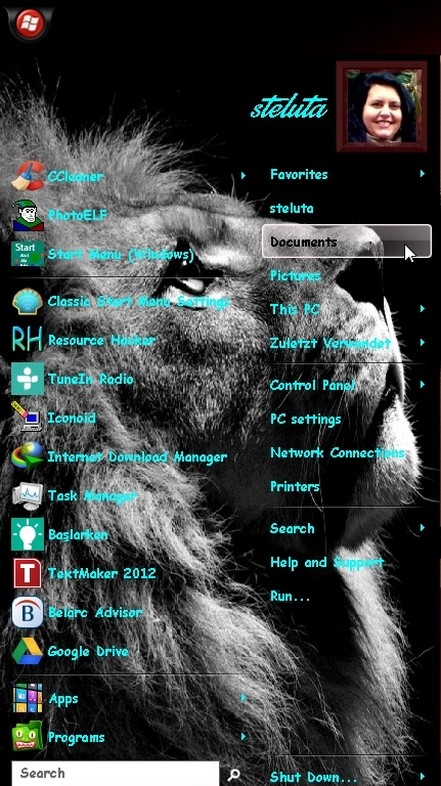 steluta
CCleaner
PhotoELF
Start
Start Menu (Windows)
Classic Start Menu Settings
RH
Resource Hacker
TuneIn Radio
Iconoid
Internet Download Manager
Task Manager
Baslarken
T
TextMaker 2012
B
Belarc Advisor
Google Drive
Apps
Programs
Search
Favorites
steluta
Documents
Pictures
This PC
Zuletzt Verwendet
Control Panel
PC settings
Network Connections
Printers
Search
Help and Support
Run...
Shut Down...